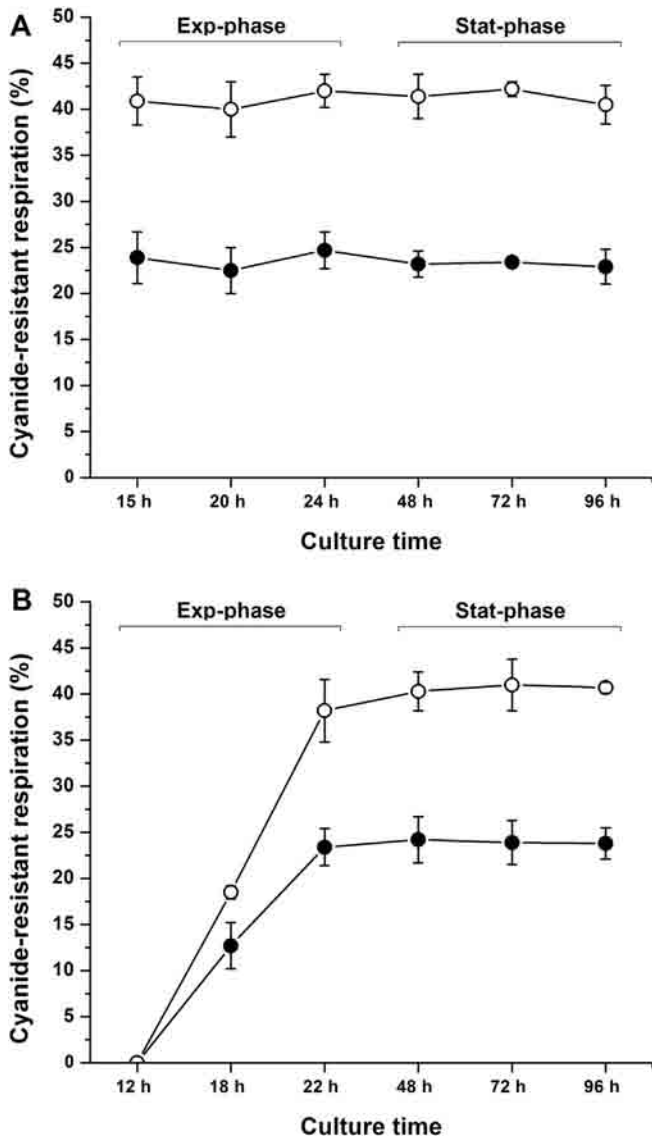 A
Exp-phase
Stat-phase
50
45
40
35
30
25
20
15
10
5
0
Cyanide-resistant respiration (%)
15 h 20 h 24 h 48 h 72 h 96 h
Culture time
B
Exp-phase
Stat-phase
50
45
40
35
30
25
20
15
10
5
0
Cyanide-resistant respiration (%)
12 h 18 h 22 h 48 h 72 h 96 h
Culture time